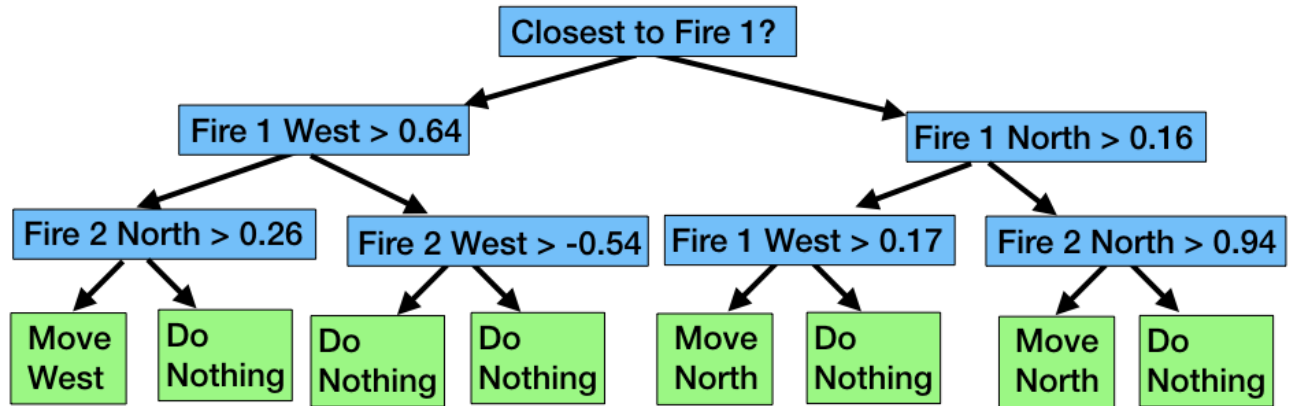 Closest to Fire 1?
Fire 1 West > 0.64
Fire 1 North > 0.16
Fire 2 North > 0.26
Fire 2 West > -0.54
Fire 1 West > 0.17
Fire 2 North > 0.94
Move
West
Do
Nothing
Do
Nothing
Do
Nothing
Move
North
Do
Nothing
Move
North
Do
Nothing